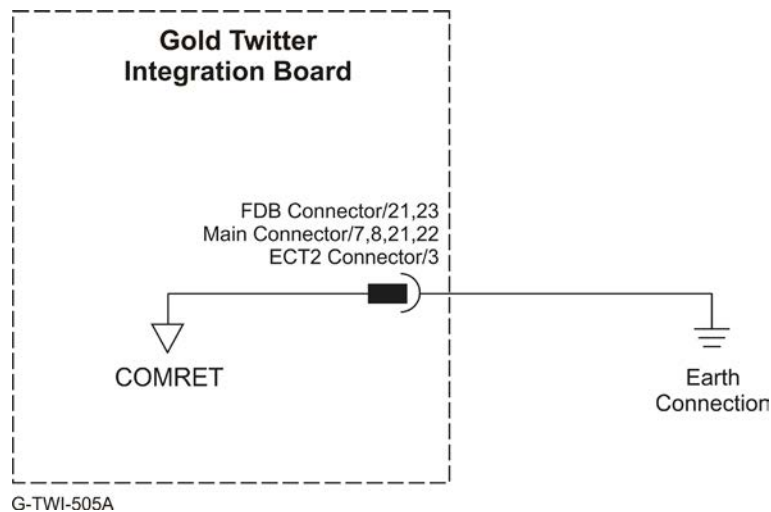 Gold Twitter
Integration Board
FDB Connector/21,23
Main Connector/7,8,21,22
ECT2 Connector/3
COMRET
Earth
Connection
G-TWI-505A